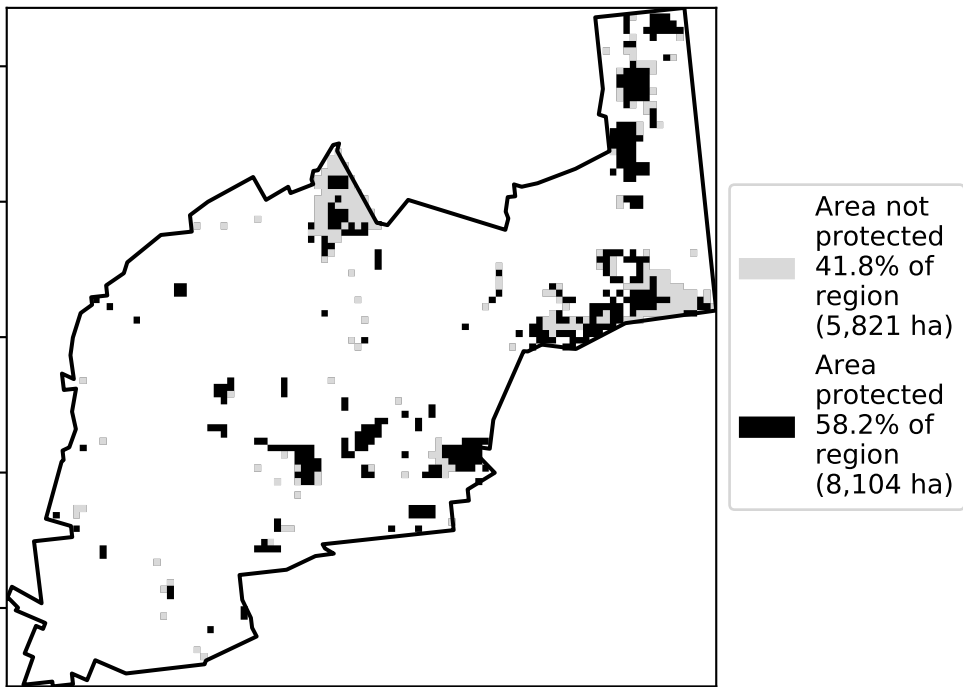 Area not
protected
41.8% of
region
(5,821 ha)
Area
protected
58.2% of
region
(8,104 ha)